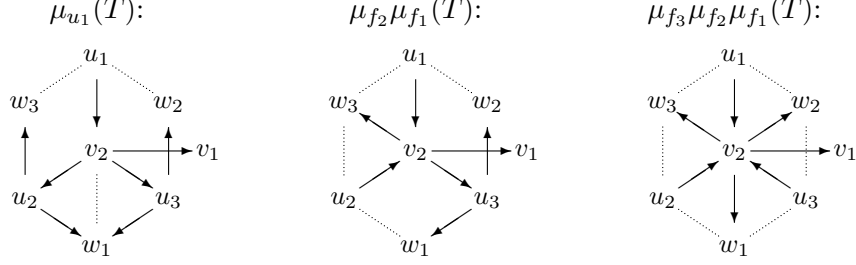 μ_{u_1}(T): μ_{f_2}μ_{f_1}(T): μ_{f_3}μ_{f_2}μ_{f_1}(T):
u_1 u_1 u_1
w_3 w_2 w_3 w_2 w_3 w_2
v_2 v_1 v_2 v_1 v_2 v_1
u_2 u_3 u_2 u_3 u_2 u_3
w_1 w_1 w_1